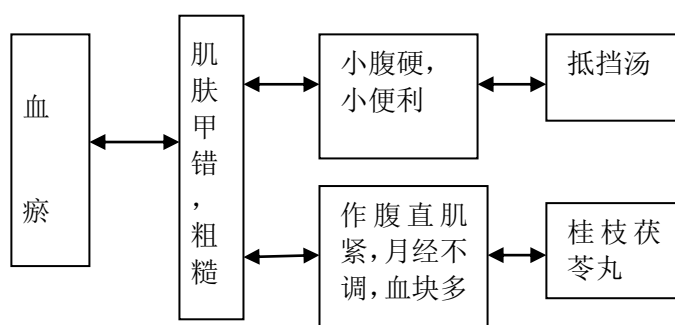 血
瘀
肌
肤
甲
错
，
粗
糙
小腹硬，
小便利
抵挡汤
作腹直肌
紧，月经不
调，血块多
桂枝茯
苓丸